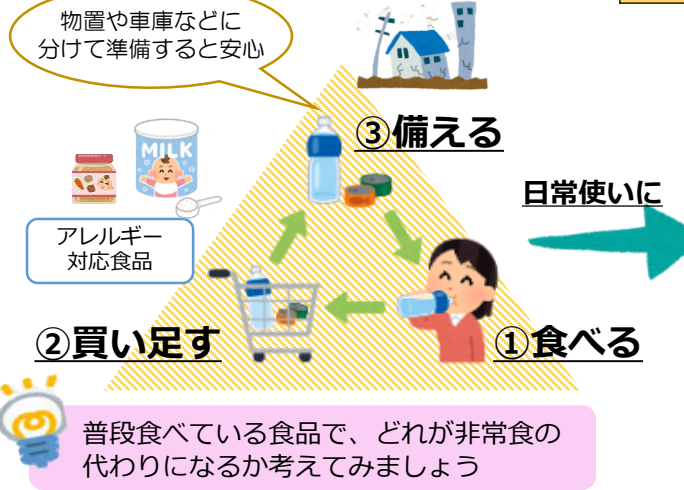 物置や車庫などに
分けて準備すると安心
③備える
MILK
日常使いに
アレルギー
対応食品
②買い足す
①食べる
普段食べている食品で、どれが非常食の
代わりになるか考えてみましょう